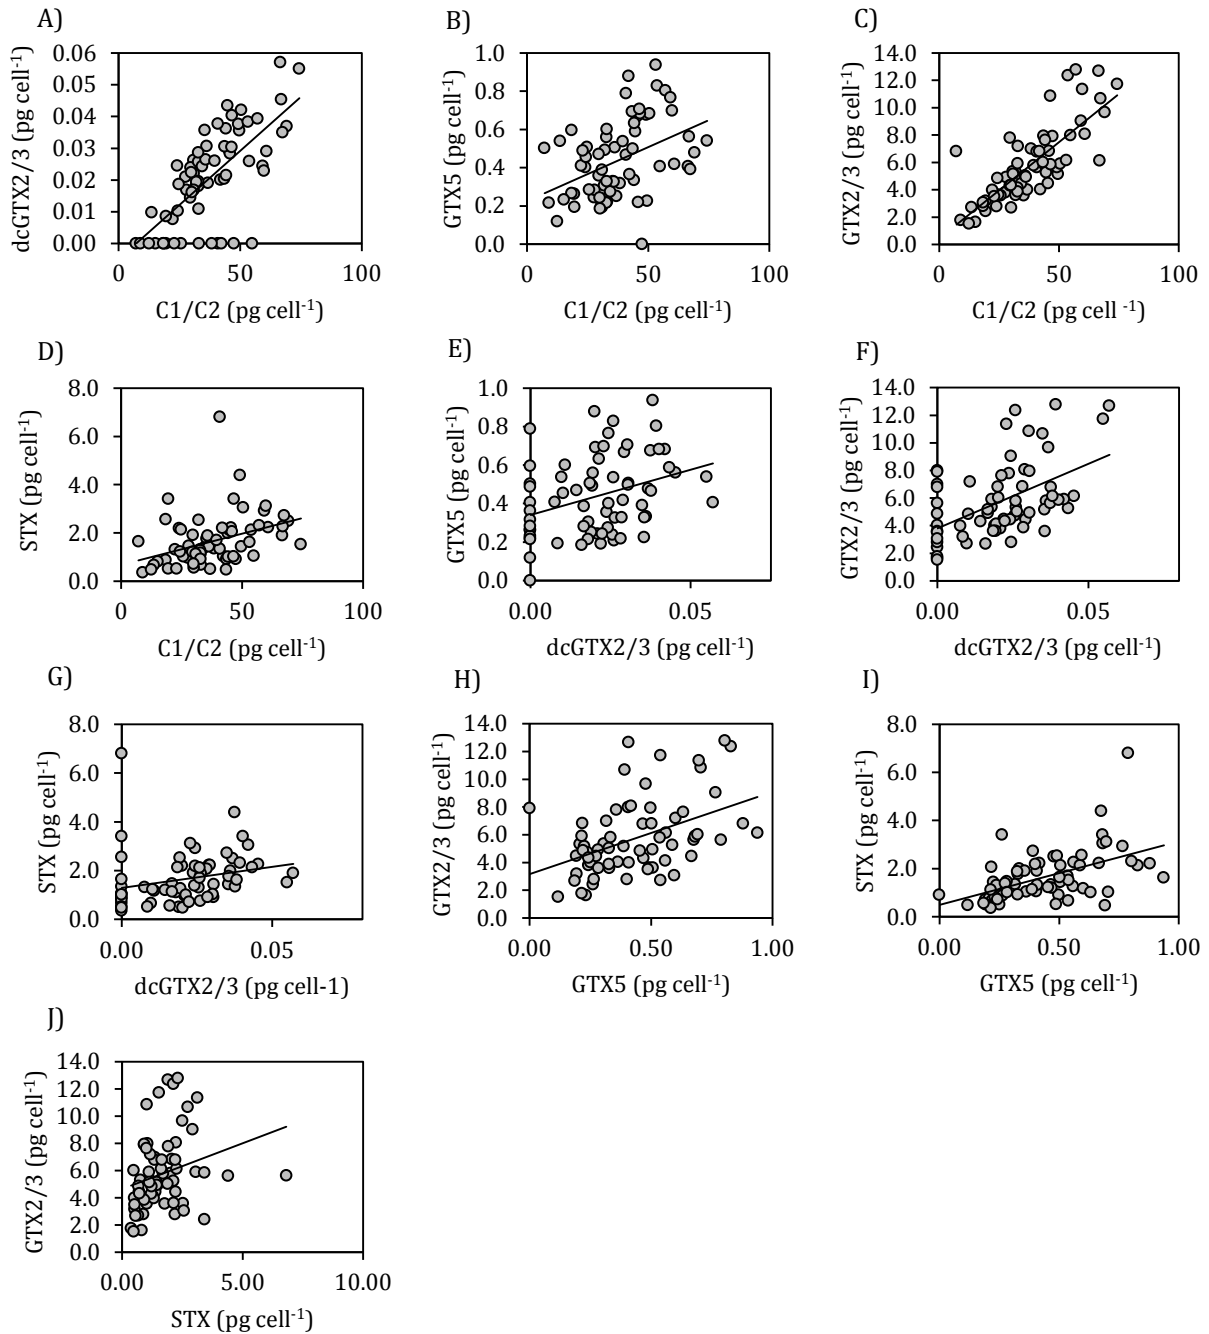 A)
dcGTX2/3 (pg cell-1)
0.06
0.05
0.04
0.03
0.02
0.01
0.00
0 50 100
C1/C2 (pg cell-1)
B)
GTX5 (pg cell-1)
1.0
0.8
0.6
0.4
0.2
0.0
0 50 100
C1/C2 (pg cell-1)
C)
GTX2/3 (pg cell-1)
14.0
12.0
10.0
8.0
6.0
4.0
2.0
0.0
0 50 100
C1/C2 (pg cell -1)
D)
STX (pg cell-1)
8.0
6.0
4.0
2.0
0.0
0 50 100
C1/C2 (pg cell-1)
E)
GTX5 (pg cell-1)
1.0
0.8
0.6
0.4
0.2
0.0
0.00 0.05
dcGTX2/3 (pg cell-1)
F)
GTX2/3 (pg cell-1)
14.0
12.0
10.0
8.0
6.0
4.0
2.0
0.0
0.00 0.05
dcGTX2/3 (pg cell-1)
G)
STX (pg cell-1)
8.0
6.0
4.0
2.0
0.0
0.00 0.05
dcGTX2/3 (pg cell-1)
H)
GTX2/3 (pg cell-1)
14.0
12.0
10.0
8.0
6.0
4.0
2.0
0.0
0.00 0.50 1.00
GTX5 (pg cell-1)
I)
STX (pg cell-1)
8.0
6.0
4.0
2.0
0.0
0.00 0.50 1.00
GTX5 (pg cell-1)
J)
GTX2/3 (pg cell-1)
14.0
12.0
10.0
8.0
6.0
4.0
2.0
0.0
0.00 5.00 10.00
STX (pg cell-1)